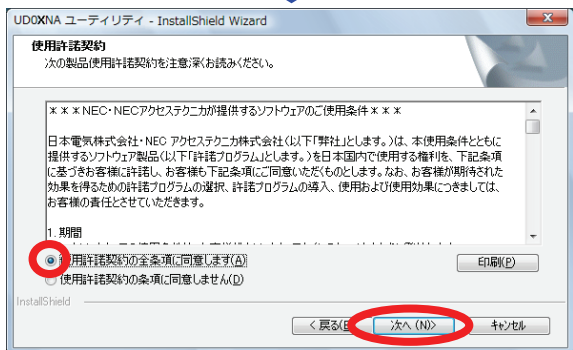 UD0XNA ユーティリティ - InstallShield Wizard
使用許諾契約
次の製品使用許諾契約を注意深くお読みください。
＊＊＊NEC・NECアクセステクニカが提供するソフトウェアのご使用条件＊＊＊
日本電気株式会社・NEC アクセステクニカ株式会社（以下「弊社」とします。）は、本使用条件とともに
提供するソフトウェア製品（以下「許諾プログラム」とします。）を日本国内で使用する権利を、下記条項
に基づきお客様に許諾し、お客様も下記条項にご同意いただくものとします。なお、お客様が期待された
効果を得るための許諾プログラムの選択、許諾プログラムの導入、使用および使用効果につきましては、
お客様の責任とさせていただきます。
1. 期間
使用許諾契約の全条項に同意します(A)
印刷(P)
使用許諾契約の条項に同意しません(D)
InstallShield
< 戻る(B
次へ (N)>
キャンセル